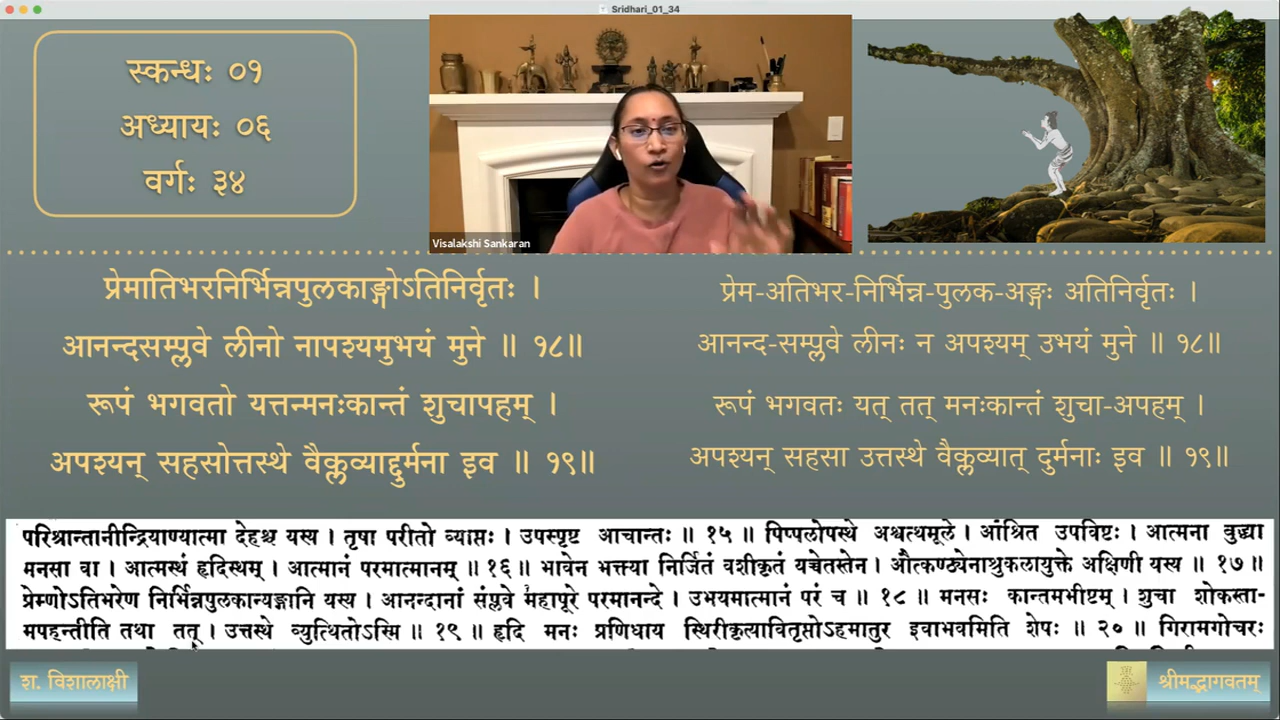 Sridhari_01_34
स्कन्धः ०१
अध्यायः ०६
वर्गः ३४
Visalakshi Sankaran
प्रेमातिभरनिर्भिन्नपुलकाङ्गोऽतिनिर्वृतः ।
आनन्दसम्प्लवे लीनो नापश्यमुभयं मुने ॥ १८॥
रूपं भगवतो यत्तन्मनःकान्तं शुचापहम् ।
अपश्यन् सहसोत्तस्थे वैक्लव्याद्दुर्मना इव ॥ १९॥
प्रेम-अतिभर-निर्भिन्न-पुलक-अङ्गः अतिनिर्वृतः ।
आनन्द-सम्प्लवे लीनः न अपश्यम् उभयं मुने ॥ १८॥
रूपं भगवतः यत् तत् मनःकान्तं शुचा-अपहम् ।
अपश्यन् सहसा उत्तस्थे वैक्लव्यात् दुर्मनाः इव ॥ १९॥
परिश्रान्तानीन्द्रियाण्यात्मा देहश्च यस्य । तृषा परीतो व्याप्तः । उपस्पृष्ट आचान्तः ॥ १५ ॥ पिप्पलोपस्थे अश्वत्थमूले । आश्रित उपविष्टः । आत्मना बुद्ध्या
मनसा वा । आत्मस्थं हृदिस्थम् । आत्मानं परमात्मानम् ॥ १६ ॥ भावेन भक्त्या निर्जितं वशीकृतं यच्चेतस्तेन । औत्कण्ठ्येनाश्रुकलायुक्ते अक्षिणी यस्य ॥ १७ ॥
प्रेम्णोऽतिभरेण निर्भिन्नपुलकान्यङ्गानि यस्य । आनन्दानां संप्लवे महापूरे परमानन्दे । उभयमात्मानं परं च ॥ १८ ॥ मनसः कान्तमभीष्टम् । शुचा शोकस्ता-
मपहन्तीति तथा तत् । उत्तस्थे व्युत्थितोऽस्मि ॥ १९ ॥ हृदि मनः प्रणिधाय स्थिरीकृत्यावितृप्तोऽहमातुर इवाभवमिति शेषः ॥ २० ॥ गिरामगोचरः
श. विशालाक्षी
श्रीमद्भागवतम्